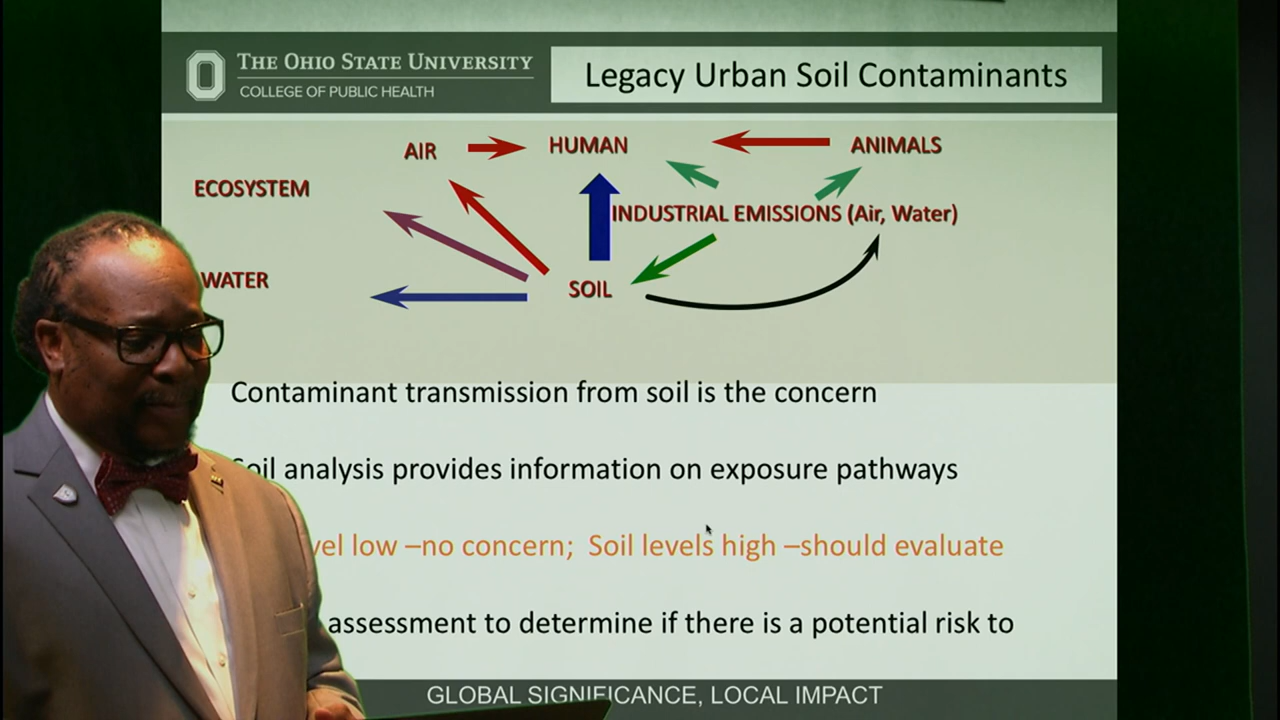 THE OHIO STATE UNIVERSITY
COLLEGE OF PUBLIC HEALTH
Legacy Urban Soil Contaminants
AIR
HUMAN
ANIMALS
ECOSYSTEM
INDUSTRIAL EMISSIONS (Air, Water)
WATER
SOIL
Contaminant transmission from soil is the concern
Soil analysis provides information on exposure pathways
low –no concern; Soil levels high –should evaluate
assessment to determine if there is a potential risk to
GLOBAL SIGNIFICANCE, LOCAL IMPACT